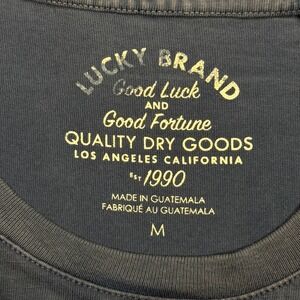 LUCKY BRAND
Good Luck
AND
Good Fortune
QUALITY DRY GOODS
LOS ANGELES CALIFORNIA
EST 1990
MADE IN GUATEMALA
FABRIQUÉ AU GUATEMALA
M